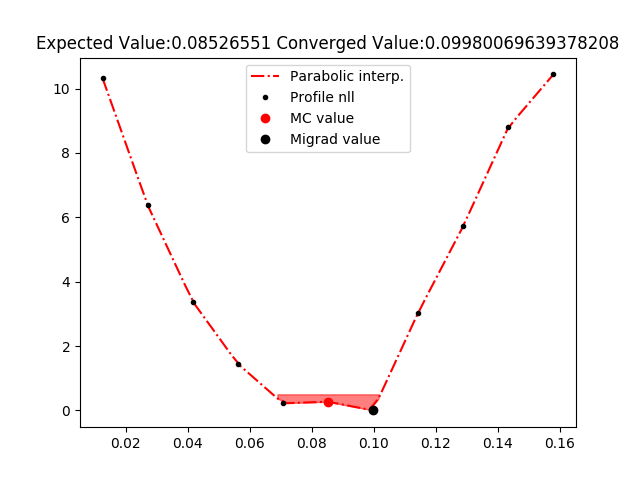 Expected Value:0.08526551 Converged Value:0.09980069639378208
Parabolic interp.
Profile nll
MC value
Migrad value
10
8
6
4
2
0
0.02 0.04 0.06 0.08 0.10 0.12 0.14 0.16